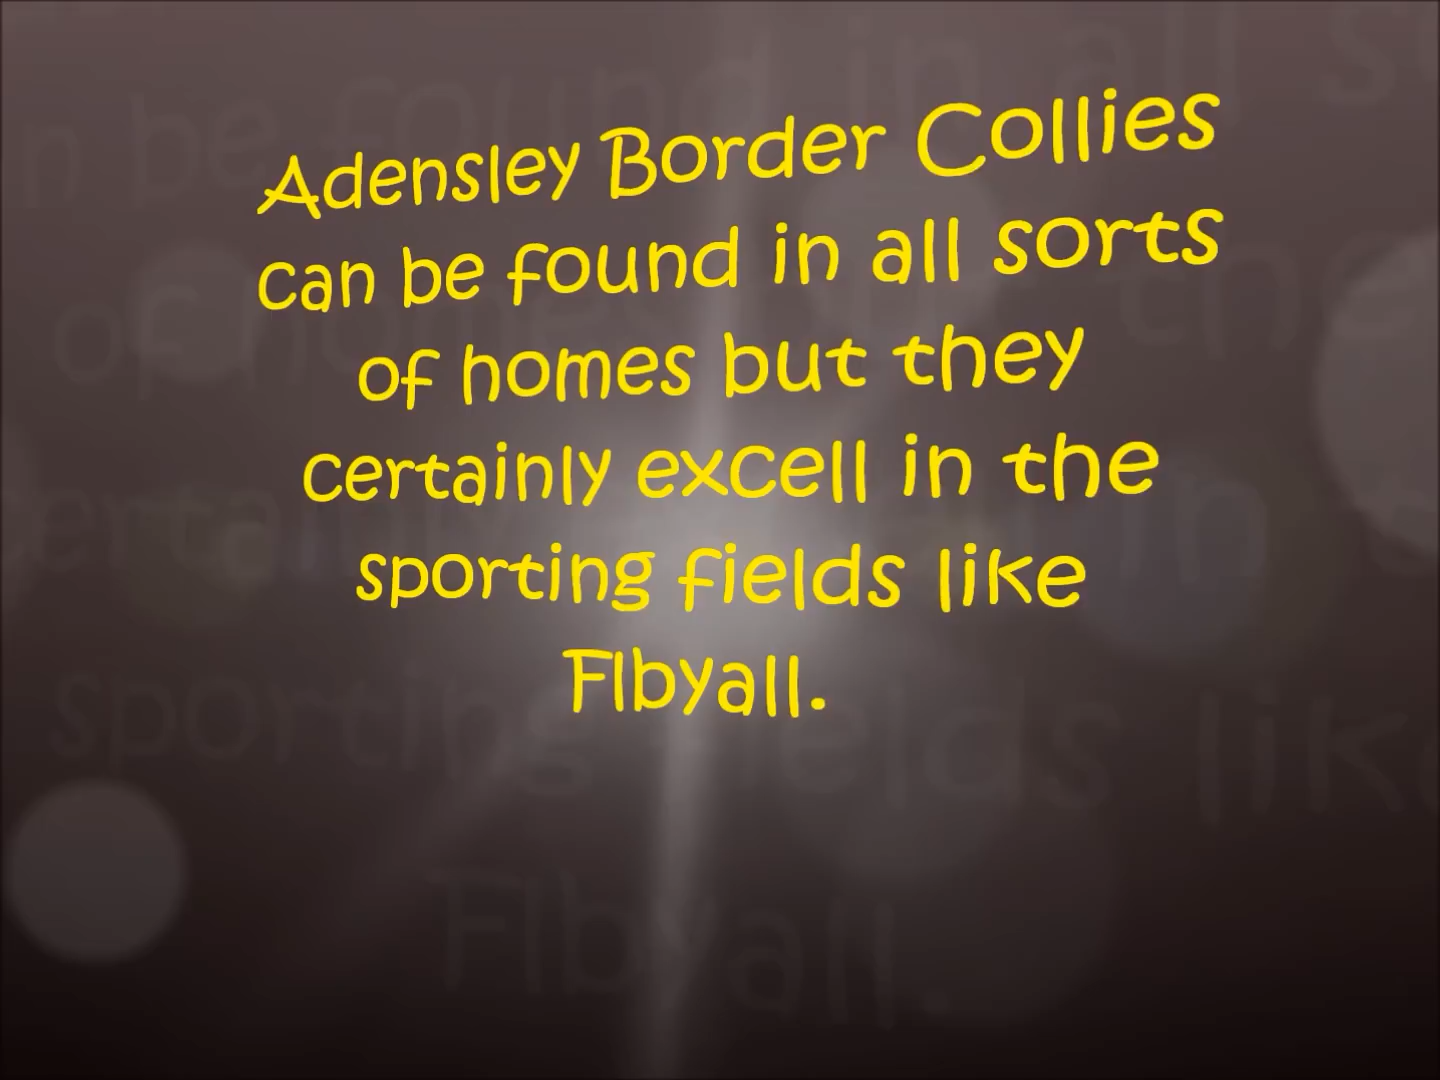 Adensley Border Collies
can be found in all sorts
of homes but they
certainly excell in the
sporting fields like
Flbyall.